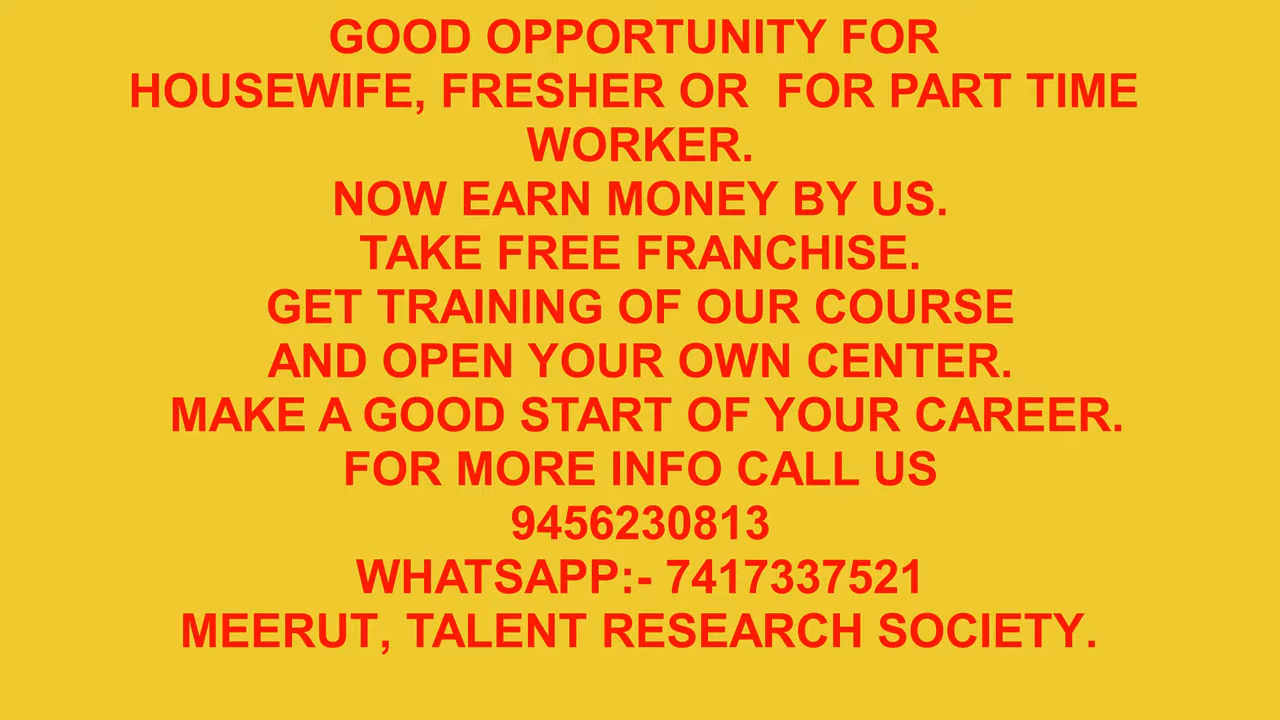 GOOD OPPORTUNITY FOR
HOUSEWIFE, FRESHER OR  FOR PART TIME
WORKER.
NOW EARN MONEY BY US.
TAKE FREE FRANCHISE.
GET TRAINING OF OUR COURSE
AND OPEN YOUR OWN CENTER.
MAKE A GOOD START OF YOUR CAREER.
FOR MORE INFO CALL US
9456230813
WHATSAPP:- 7417337521
MEERUT, TALENT RESEARCH SOCIETY.